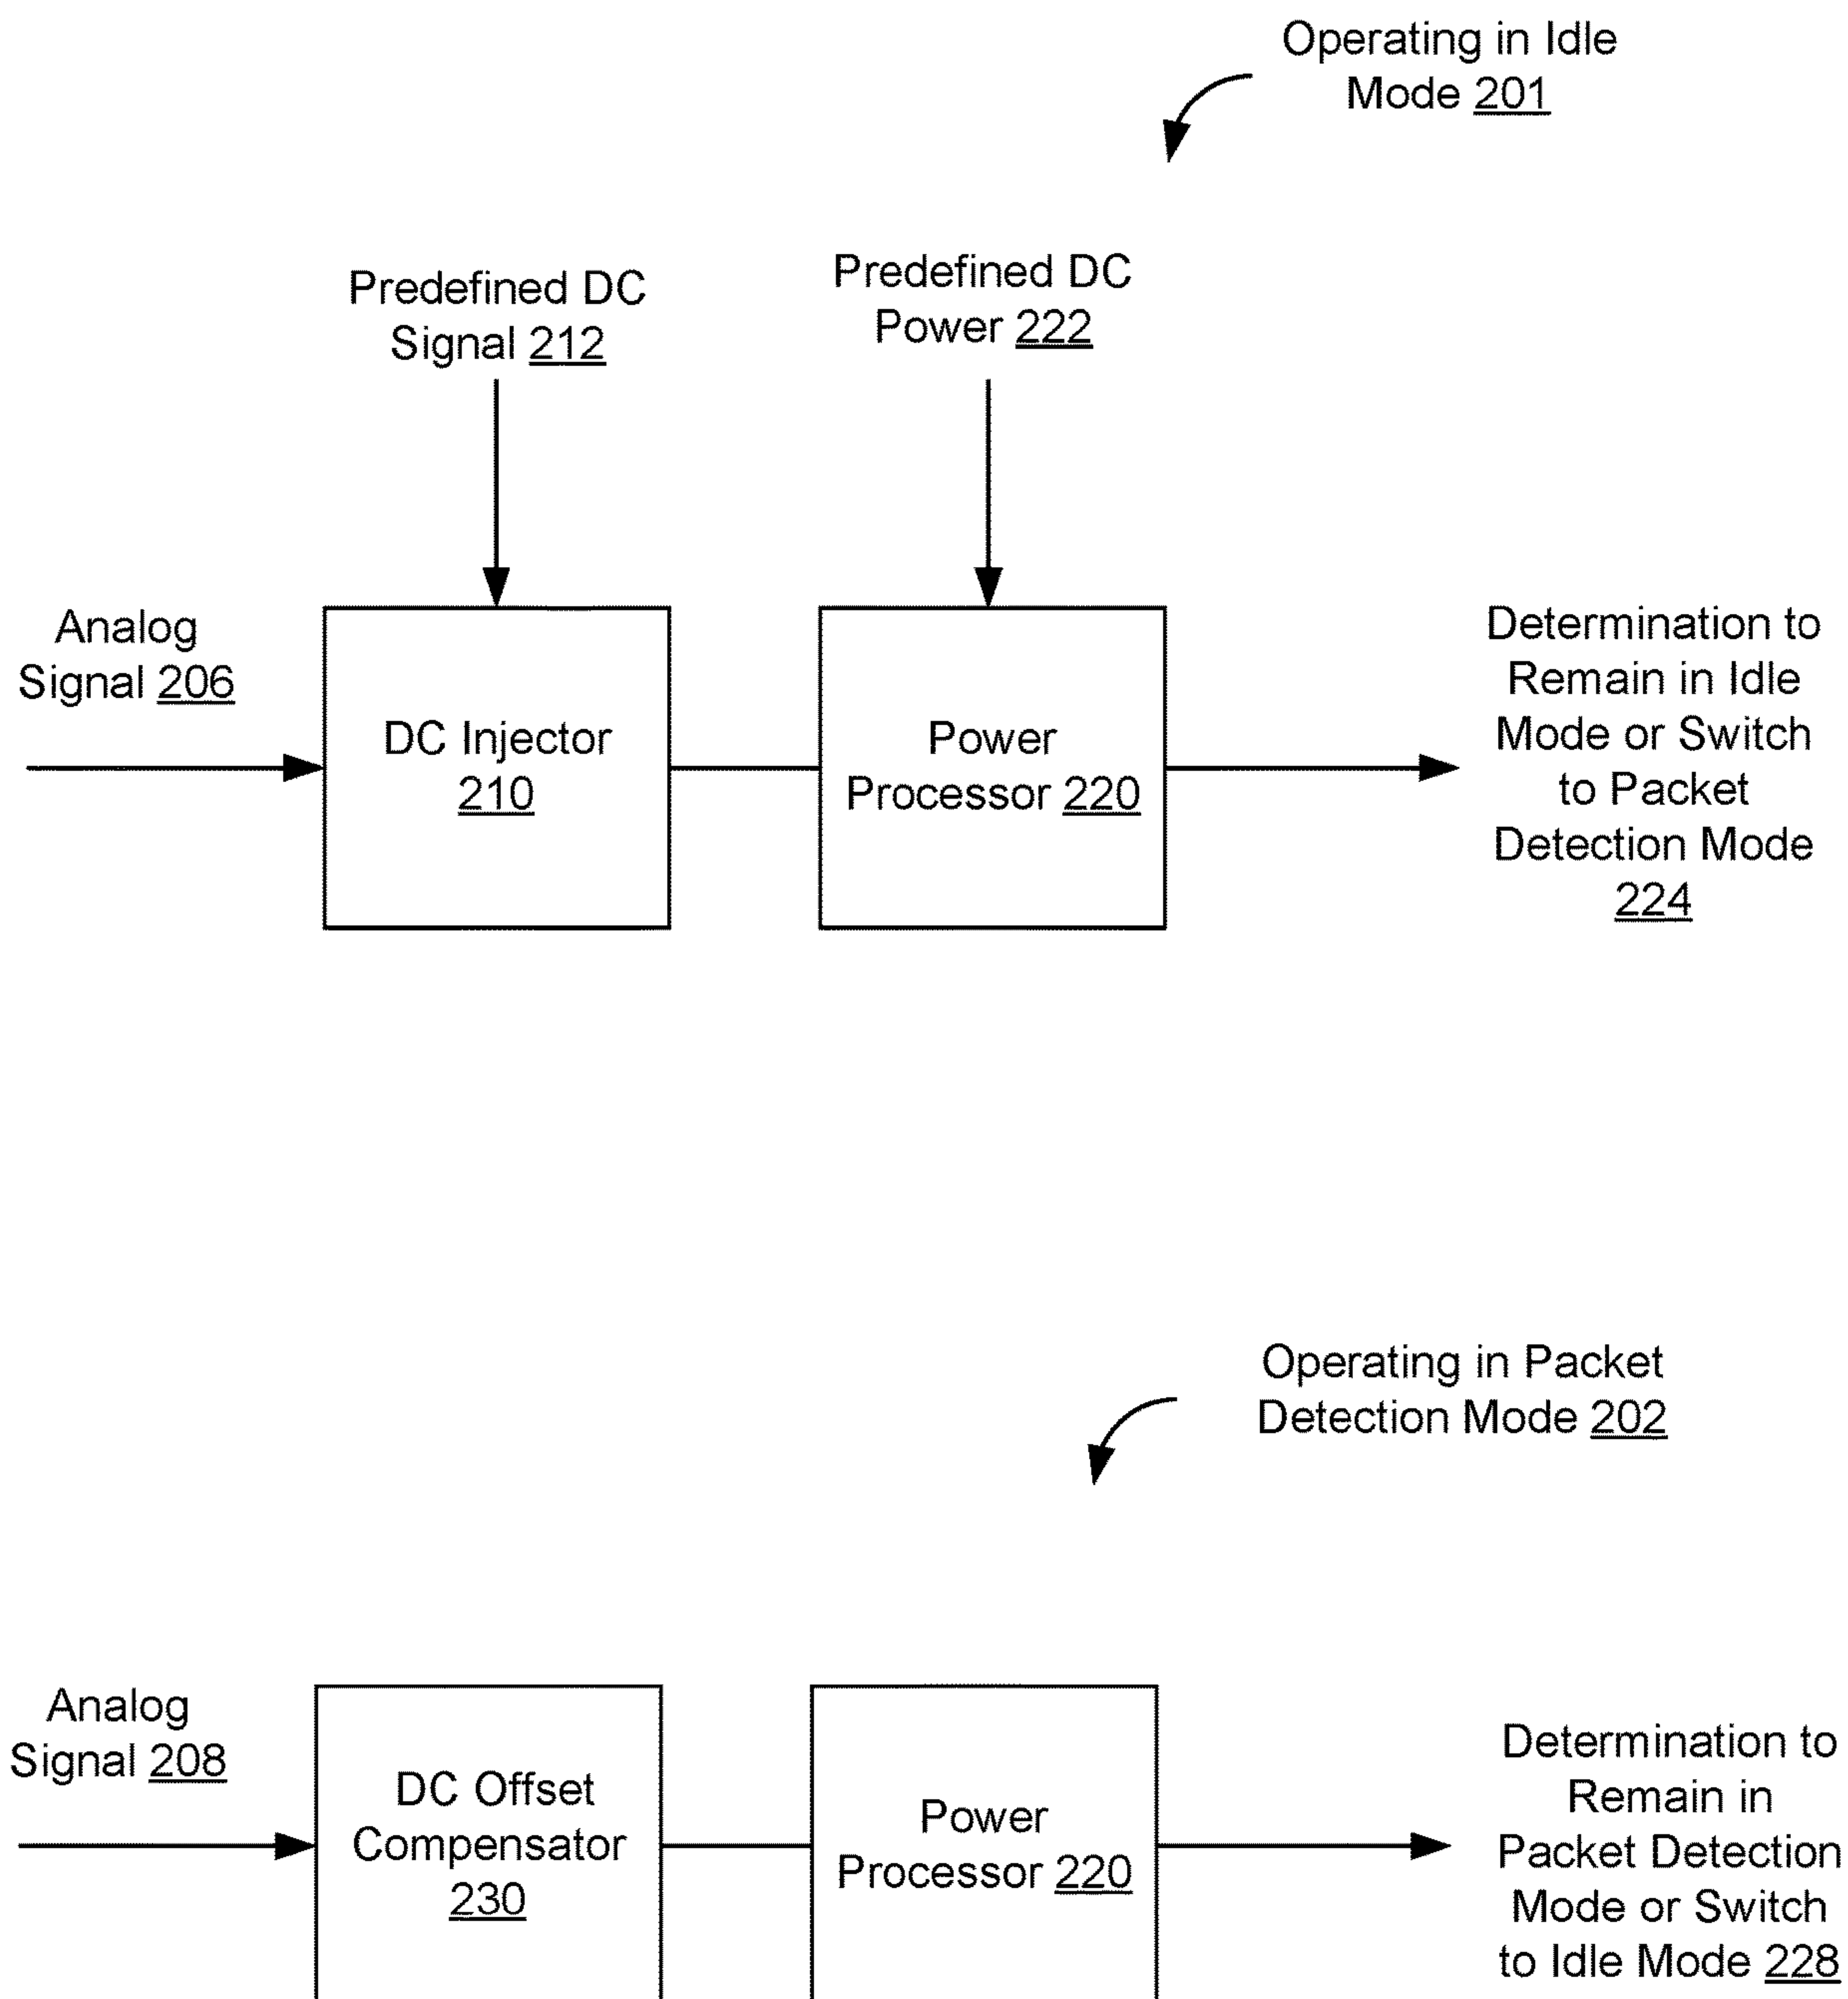 Operating in Idle
Mode 201
Predefined DC
Signal 212
Predefined DC
Power 222
Analog
Signal 206
DC Injector
210
Power
Processor 220
Determination to
Remain in Idle
Mode or Switch
to Packet
Detection Mode
224
Operating in Packet
Detection Mode 202
Analog
Signal 208
DC Offset
Compensator
230
Power
Processor 220
Determination to
Remain in
Packet Detection
Mode or Switch
to Idle Mode 228